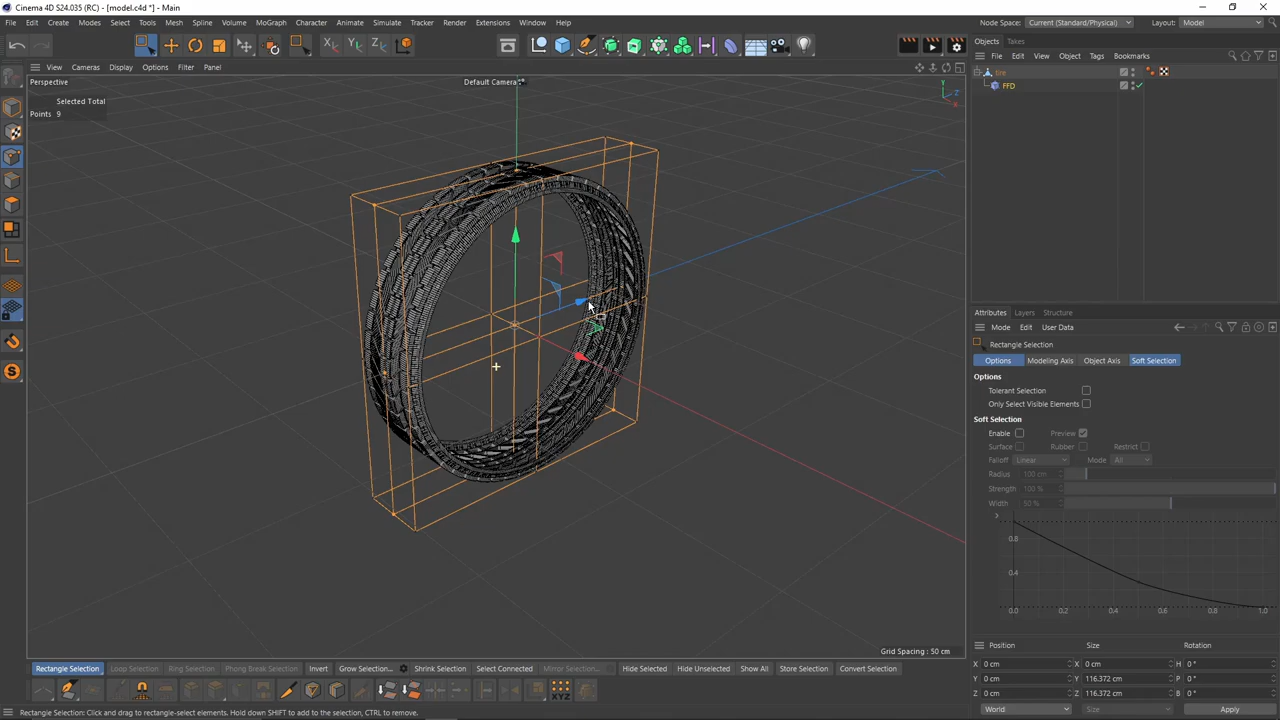 Cinema 4D S24.035 (RC) - [model.c4d *] - Main
File Edit Create Modes Select Tools Mesh Spline Volume MoGraph Character Animate Simulate Tracker Render Extensions Window Help
Node Space: Current (Standard/Physical) Layout: Model
X Y Z
View Cameras Display Options Filter Panel
Perspective
Default Camera
Selected Total
Points 9
Y
Z
X
Grid Spacing : 50 cm
Objects Takes
File Edit View Object Tags Bookmarks
tire
FFD
Attributes Layers Structure
Mode Edit User Data
Rectangle Selection
Options Modeling Axis Object Axis Soft Selection
Options
Tolerant Selection
Only Select Visible Elements
Soft Selection
Enable Preview
Surface Rubber Restrict
Falloff Linear Mode All
Radius 100 cm
Strength 100 %
Width 50 %
0.8
0.4
0.0 0.2 0.4 0.6 0.8 1.0
Position Size Rotation
X 0 cm X 0 cm H 0 °
Y 0 cm Y 116.372 cm P 0 °
Z 0 cm Z 116.372 cm B 0 °
World Size Apply
Rectangle Selection Loop Selection Ring Selection Phong Break Selection Invert Grow Selection... Shrink Selection Select Connected Mirror Selection... Hide Selected Hide Unselected Show All Store Selection Convert Selection
XYZ
Rectangle Selection: Click and drag to rectangle-select elements. Hold down SHIFT to add to the selection, CTRL to remove.